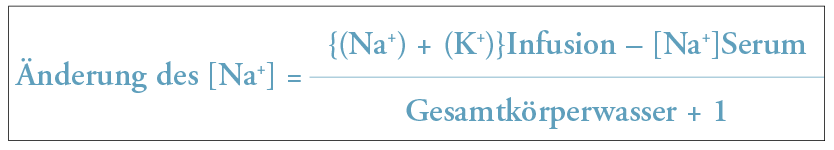 {(Na⁺) + (K⁺)}Infusion – [Na⁺]Serum
Änderung des [Na⁺] =
Gesamtkörperwasser + 1